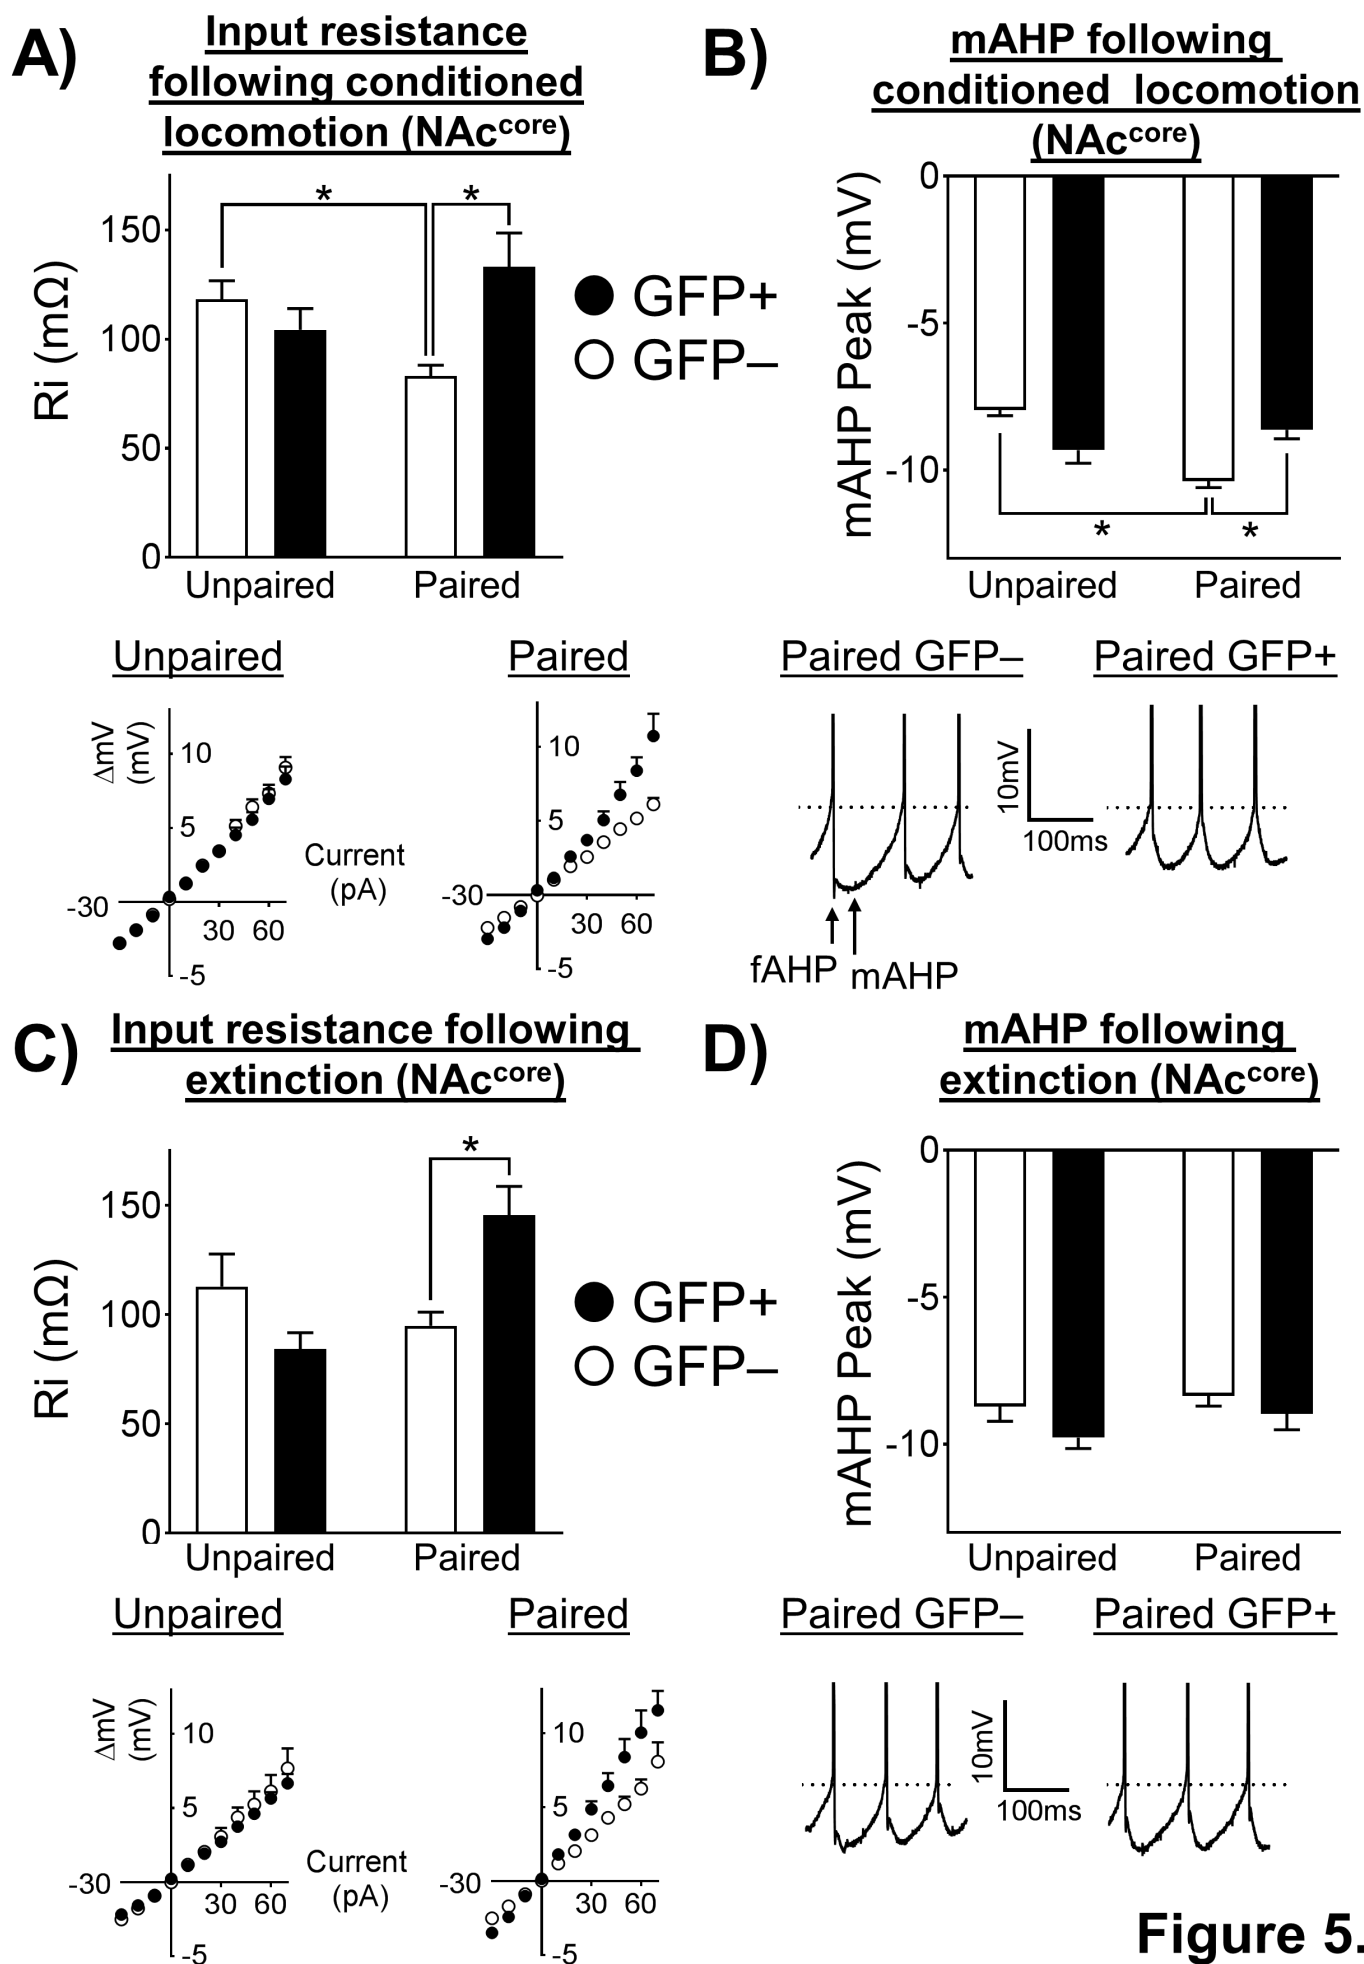 A)
Input resistance
following conditioned
locomotion (NAccore)
*
*
150
100
50
0
Ri (mΩ)
Unpaired
Paired
GFP+
GFP–
B)
mAHP following
conditioned locomotion
(NAccore)
0
-5
-10
mAHP Peak (mV)
*
*
Unpaired
Paired
Unpaired
ΔmV
(mV)
10
5
-30
30 60
-5
Current
(pA)
Paired
10
5
-30
30 60
-5
Paired GFP–
Paired GFP+
10mV
100ms
fAHP
mAHP
C)
Input resistance following
extinction (NAccore)
*
150
100
50
0
Ri (mΩ)
Unpaired
Paired
GFP+
GFP–
D)
mAHP following
extinction (NAccore)
0
-5
-10
mAHP Peak (mV)
Unpaired
Paired
Unpaired
ΔmV
(mV)
10
5
-30
30 60
-5
Current
(pA)
Paired
10
5
-30
30 60
-5
Paired GFP–
Paired GFP+
10mV
100ms
Figure 5.